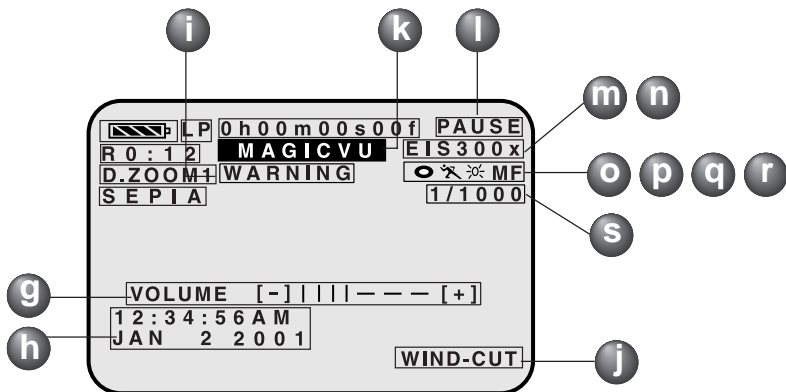 i k l
m n
LP 0h00m00s00f PAUSE
R0:12 MAGICVU EIS300x
D.ZOOM1 WARNING MF o p q r
SEPIA 1/1000
s
g VOLUME [-]||||———[+]
12:34:56AM
h JAN 2 2001
WIND-CUT j